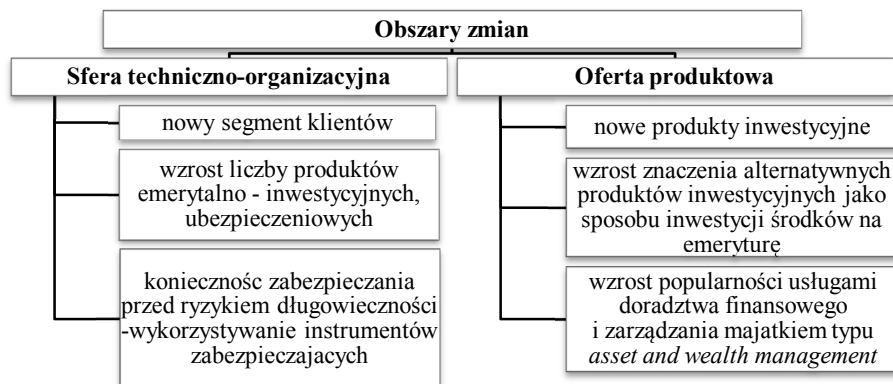 Obszary zmian
Sfera techniczno-organizacyjna
nowy segment klientów
wzrost liczby produktów
emerytalno - inwestycyjnych,
ubezpieczeniowych
koniecznośc zabezpieczania
przed ryzykiem długowieczności
-wykorzystywanie instrumentów
zabezpieczajacych
Oferta produktowa
nowe produkty inwestycyjne
wzrost znaczenia alternatywnych
produktów inwestycyjnych jako
sposobu inwestycji środków na
emeryturę
wzrost popularności usługami
doradztwa finansowego
i zarządzania majatkiem typu
asset and wealth management